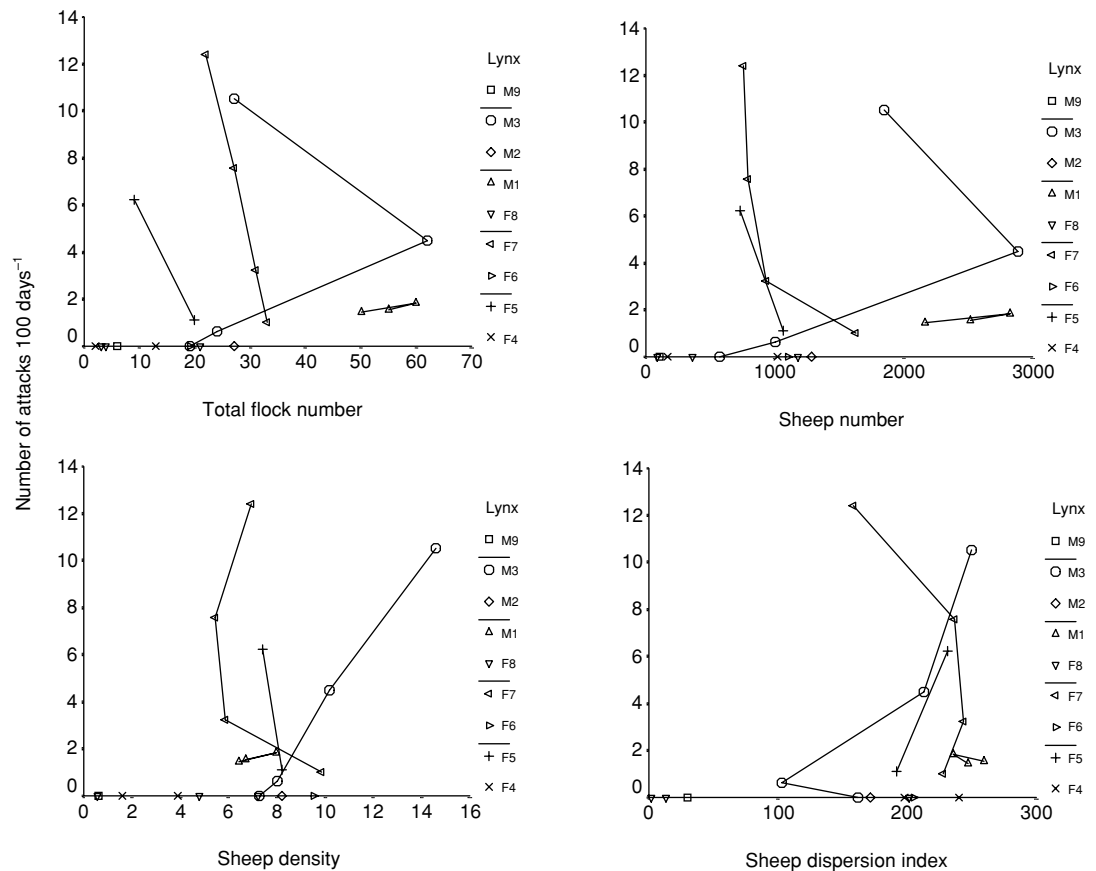 Number of attacks 100 days⁻¹
14
12
10
8
6
4
2
0
0 10 20 30 40 50 60 70
Total flock number
Lynx
M9
M3
M2
M1
F8
F7
F6
F5
F4
14
12
10
8
6
4
2
0
0 1000 2000 3000
Sheep number
Lynx
M9
M3
M2
M1
F8
F7
F6
F5
F4
14
12
10
8
6
4
2
0
0 2 4 6 8 10 12 14 16
Sheep density
Lynx
M9
M3
M2
M1
F8
F7
F6
F5
F4
14
12
10
8
6
4
2
0
0 100 200 300
Sheep dispersion index
Lynx
M9
M3
M2
M1
F8
F7
F6
F5
F4